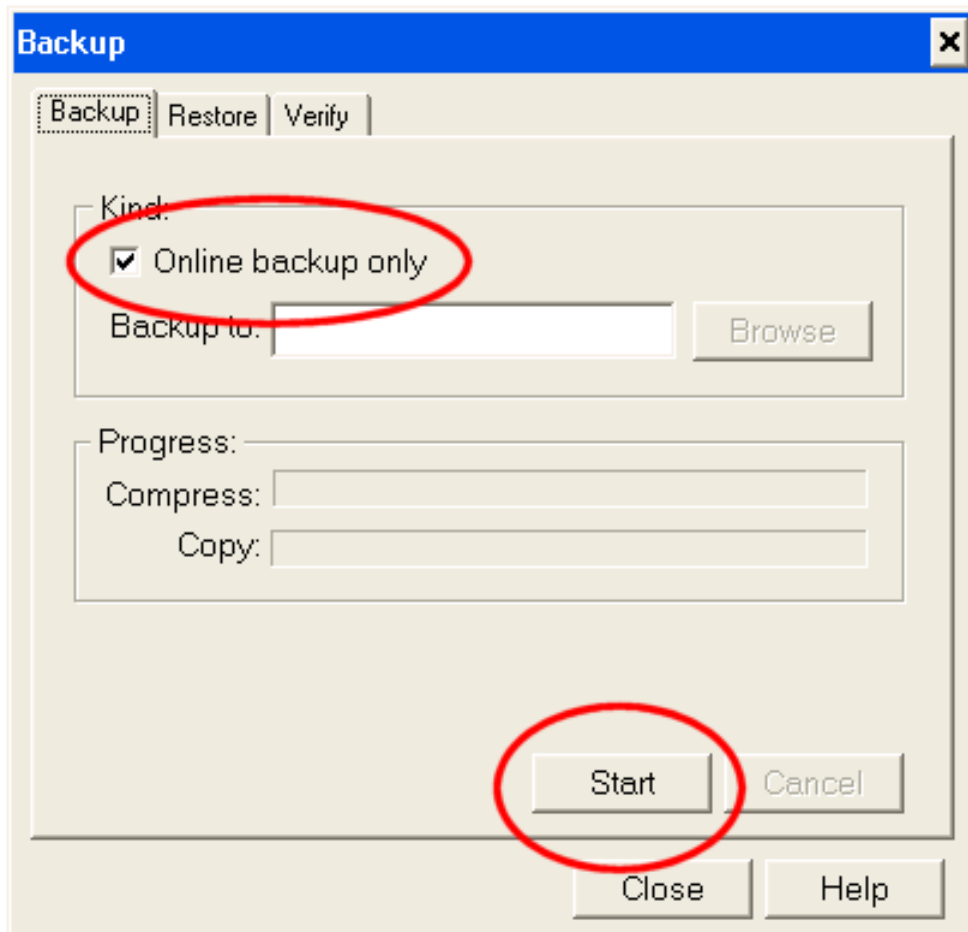 Backup
Backup Restore Verify
Kind:
Online backup only
Backup to: Browse
Progress:
Compress:
Copy:
Start Cancel
Close Help